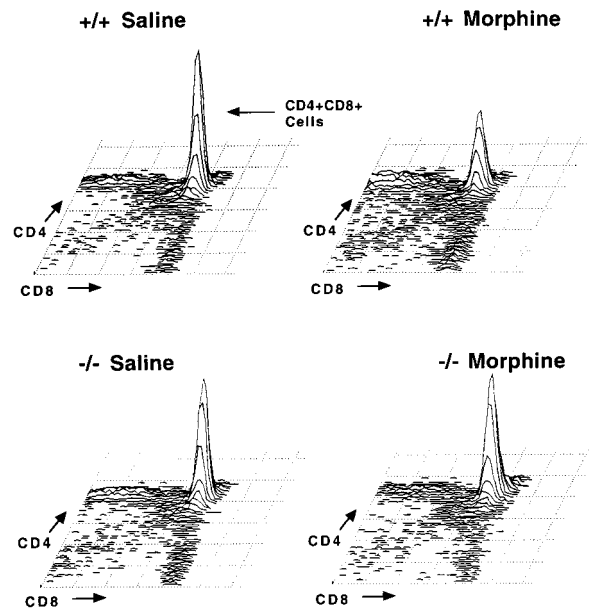 +/+ Saline
+/+ Morphine
CD4+CD8+
Cells
CD4
CD8
CD4
CD8
-/- Saline
-/- Morphine
CD4
CD8
CD4
CD8